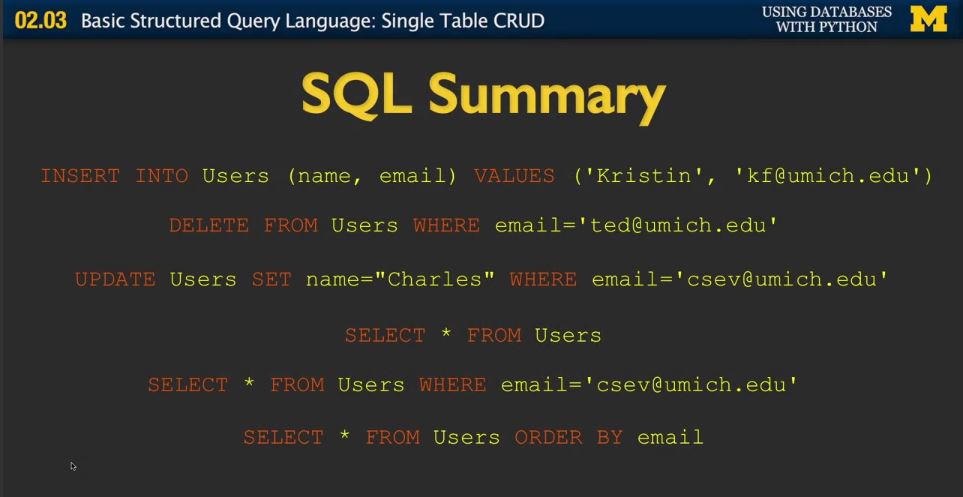 02.03 Basic Structured Query Language: Single Table CRUD
USING DATABASES
WITH PYTHON
M
SQL Summary
INSERT INTO Users (name, email) VALUES ('Kristin', 'kf@umich.edu')
DELETE FROM Users WHERE email='ted@umich.edu'
UPDATE Users SET name="Charles" WHERE email='csev@umich.edu'
SELECT * FROM Users
SELECT * FROM Users WHERE email='csev@umich.edu'
SELECT * FROM Users ORDER BY email